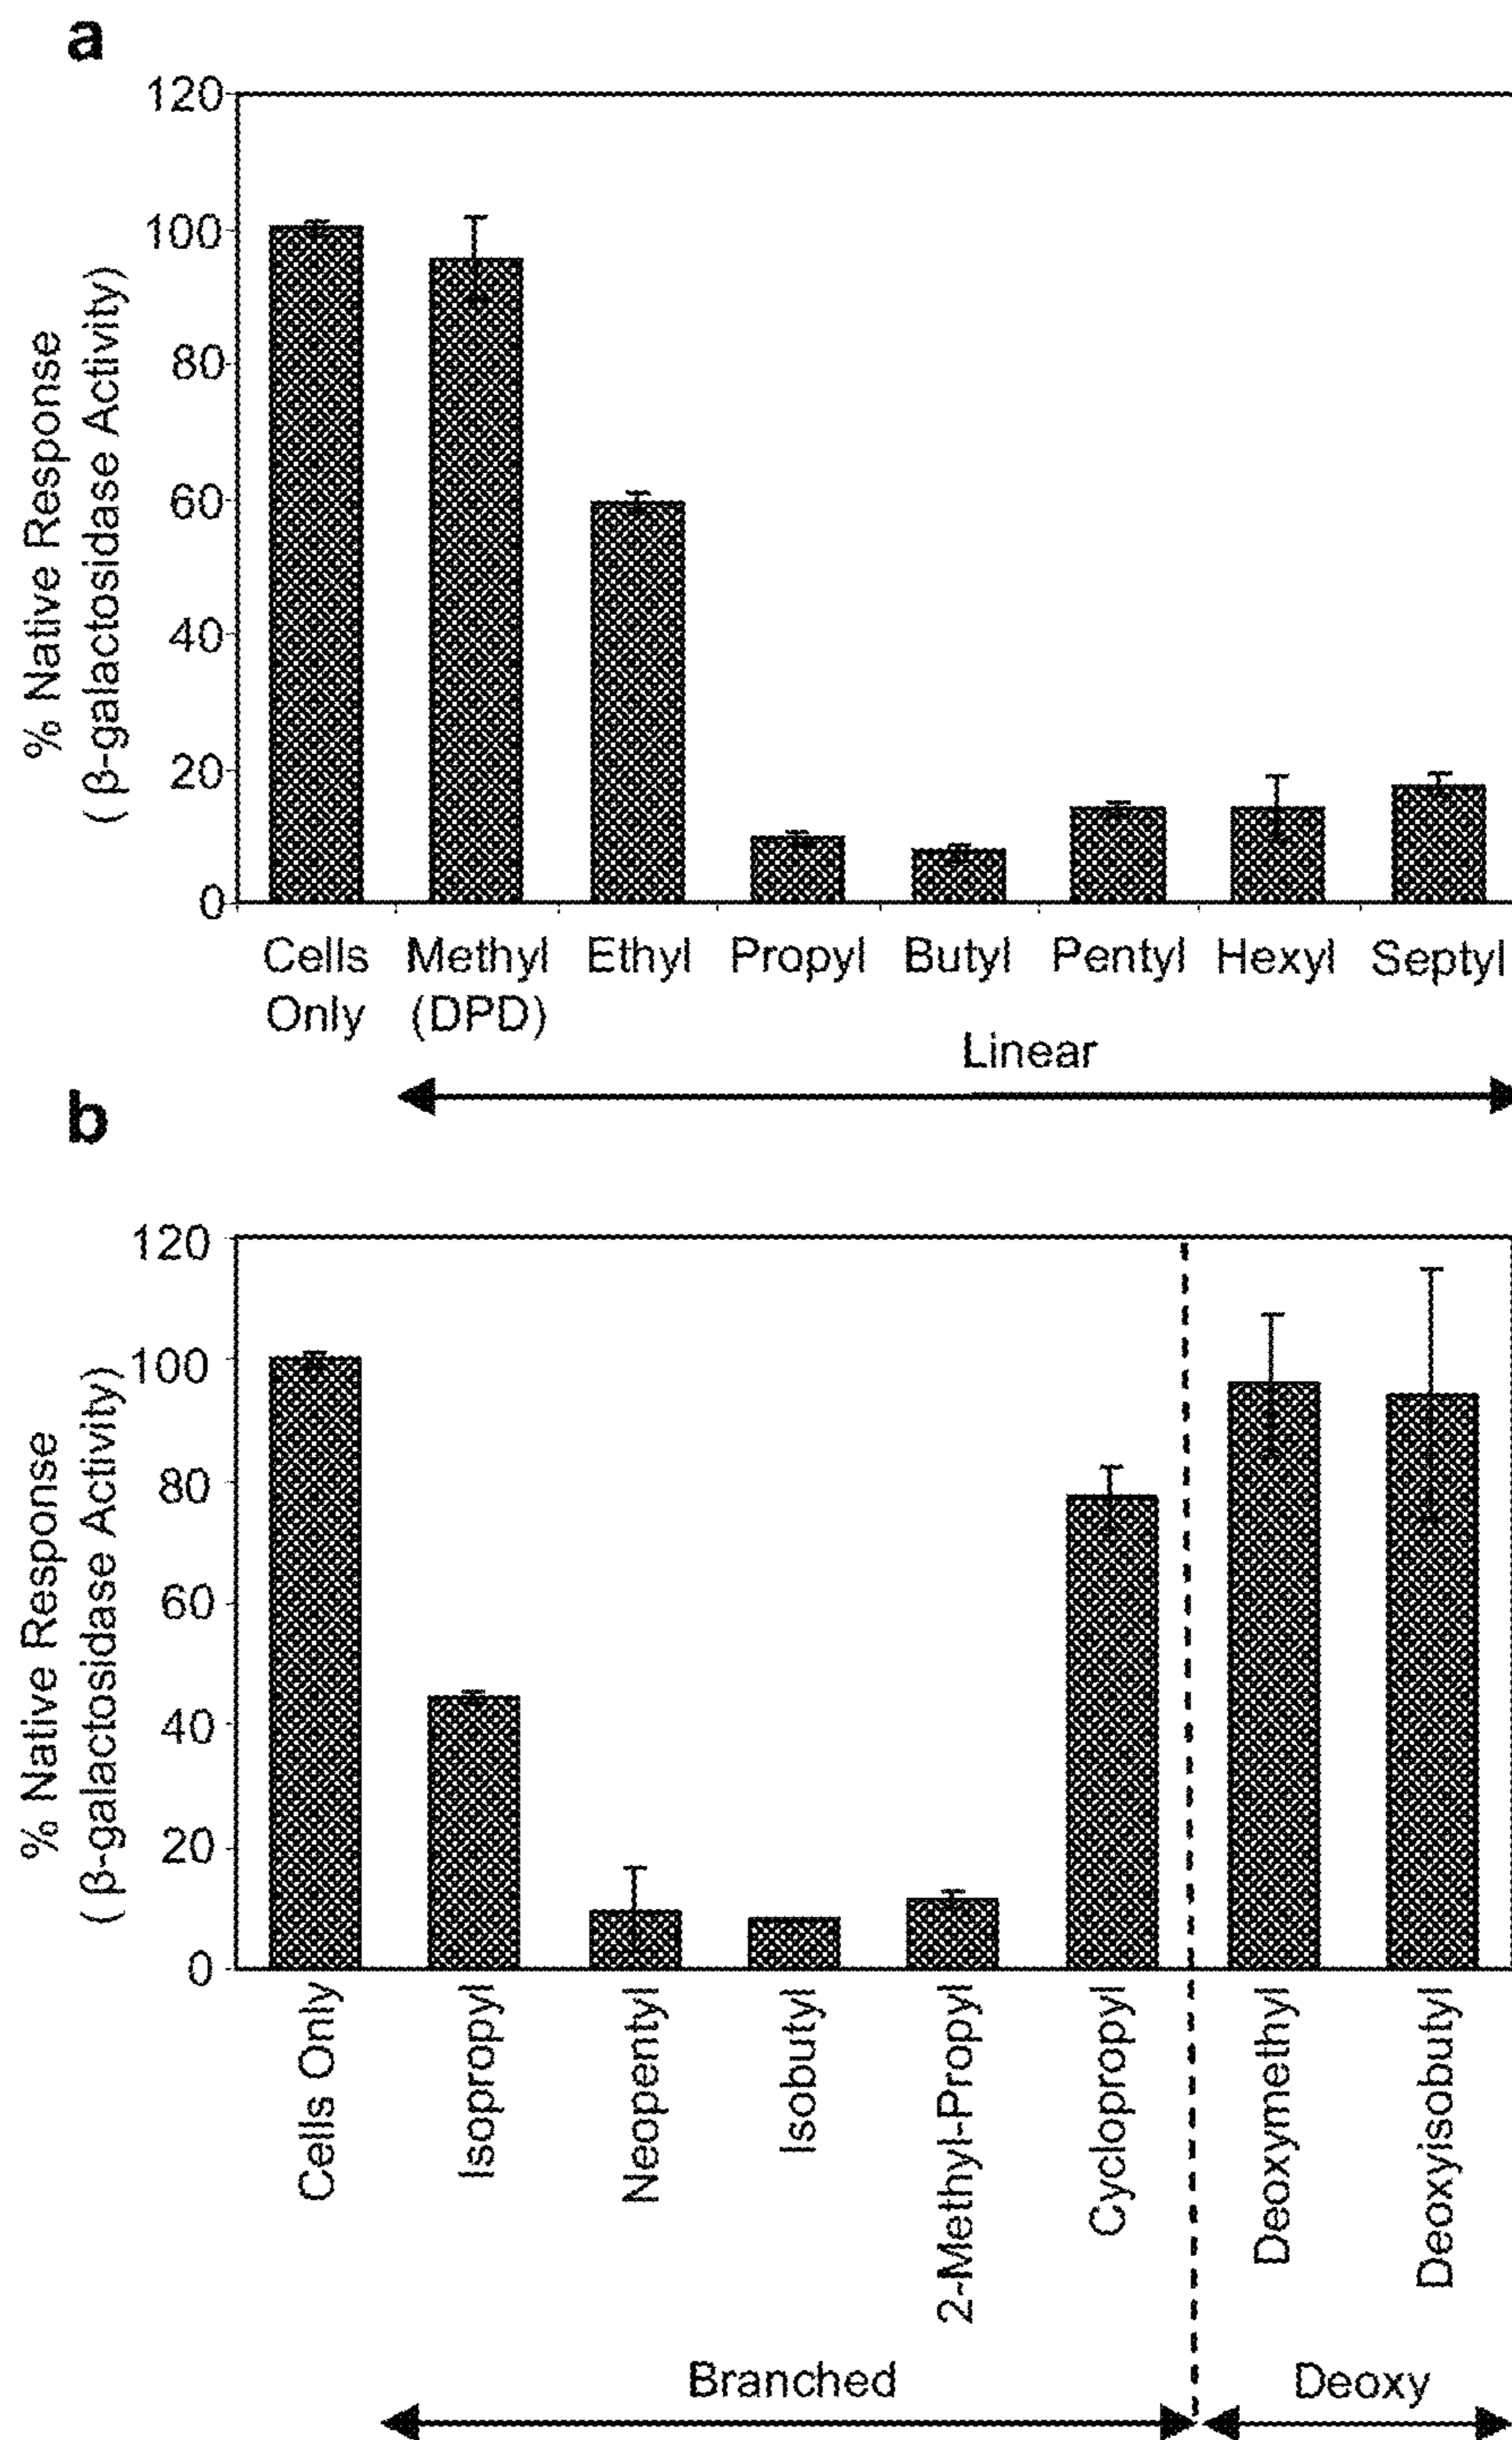 a
120
100
80
60
40
20
0
% Native Response
( β-galactosidase Activity)
Cells Only
Methyl (DPD)
Ethyl
Propyl
Butyl
Pentyl
Hexyl
Septyl
Linear
b
120
100
80
60
40
20
0
% Native Response
( β-galactosidase Activity)
Cells Only
Isopropyl
Neopentyl
Isobutyl
2-Methyl-Propyl
Cyclopropyl
Deoxymethyl
Deoxyisobutyl
Branched
Deoxy